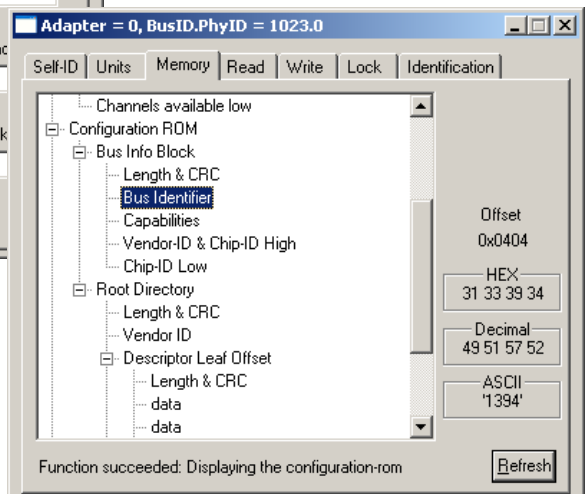 Adapter = 0, BusID.PhyID = 1023.0
Self-ID Units Memory Read Write Lock Identification
Channels available low
Configuration ROM
Bus Info Block
Length & CRC
Bus Identifier
Capabilities
Vendor-ID & Chip-ID High
Chip-ID Low
Root Directory
Length & CRC
Vendor ID
Descriptor Leaf Offset
Length & CRC
data
data
Offset
0x0404
HEX
31 33 39 34
Decimal
49 51 57 52
ASCII
'1394'
Function succeeded: Displaying the configuration-rom
Refresh